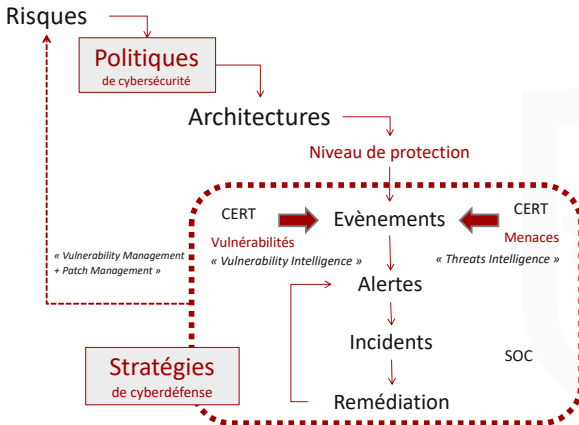 Risques
Politiques
de cybersécurité
Architectures
Niveau de protection
CERT
Evènements
CERT
Vulnérabilités
Menaces
« Vulnerability Management
+ Patch Management »
« Vulnerability Intelligence »
« Threats Intelligence »
Alertes
Incidents
SOC
Stratégies
de cyberdéfense
Remédiation